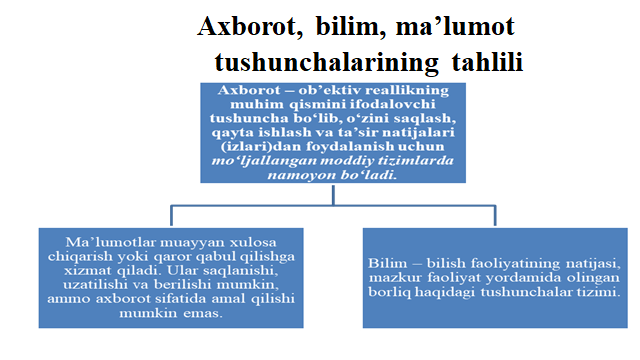 Axborot, bilim, ma’lumot
tushunchalarining tahlili
Axborot – ob’ektiv reallikning
muhim qismini ifodalovchi
tushuncha bo‘lib, o‘zini saqlash,
qayta ishlash va ta’sir natijalari
(izlari)dan foydalanish uchun
mo‘ljallangan moddiy tizimlarda
namoyon bo‘ladi.
Ma’lumotlar muayyan xulosa
chiqarish yoki qaror qabul qilishga
xizmat qiladi. Ular saqlanishi,
uzatilishi va berilishi mumkin,
ammo axborot sifatida amal qilishi
mumkin emas.
Bilim – bilish faoliyatining natijasi,
mazkur faoliyat yordamida olingan
borliq haqidagi tushunchalar tizimi.